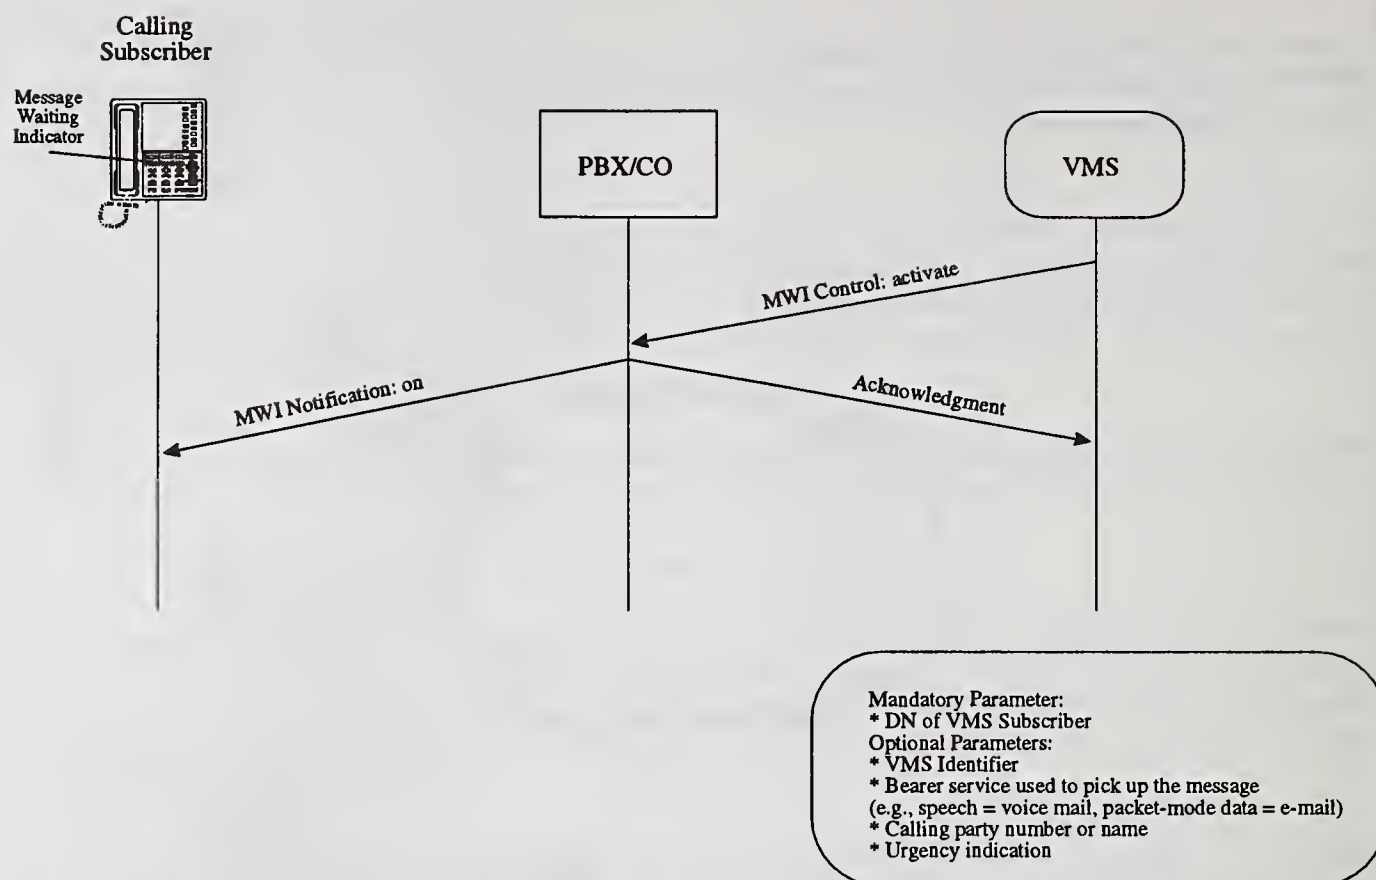 Calling
Subscriber
Message
Waiting
Indicator
PBX/CO
VMS
MWI Control: activate
MWI Notification: on
Acknowledgment
Mandatory Parameter:
* DN of VMS Subscriber
Optional Parameters:
* VMS Identifier
* Bearer service used to pick up the message
(e.g., speech = voice mail, packet-mode data = e-mail)
* Calling party number or name
* Urgency indication